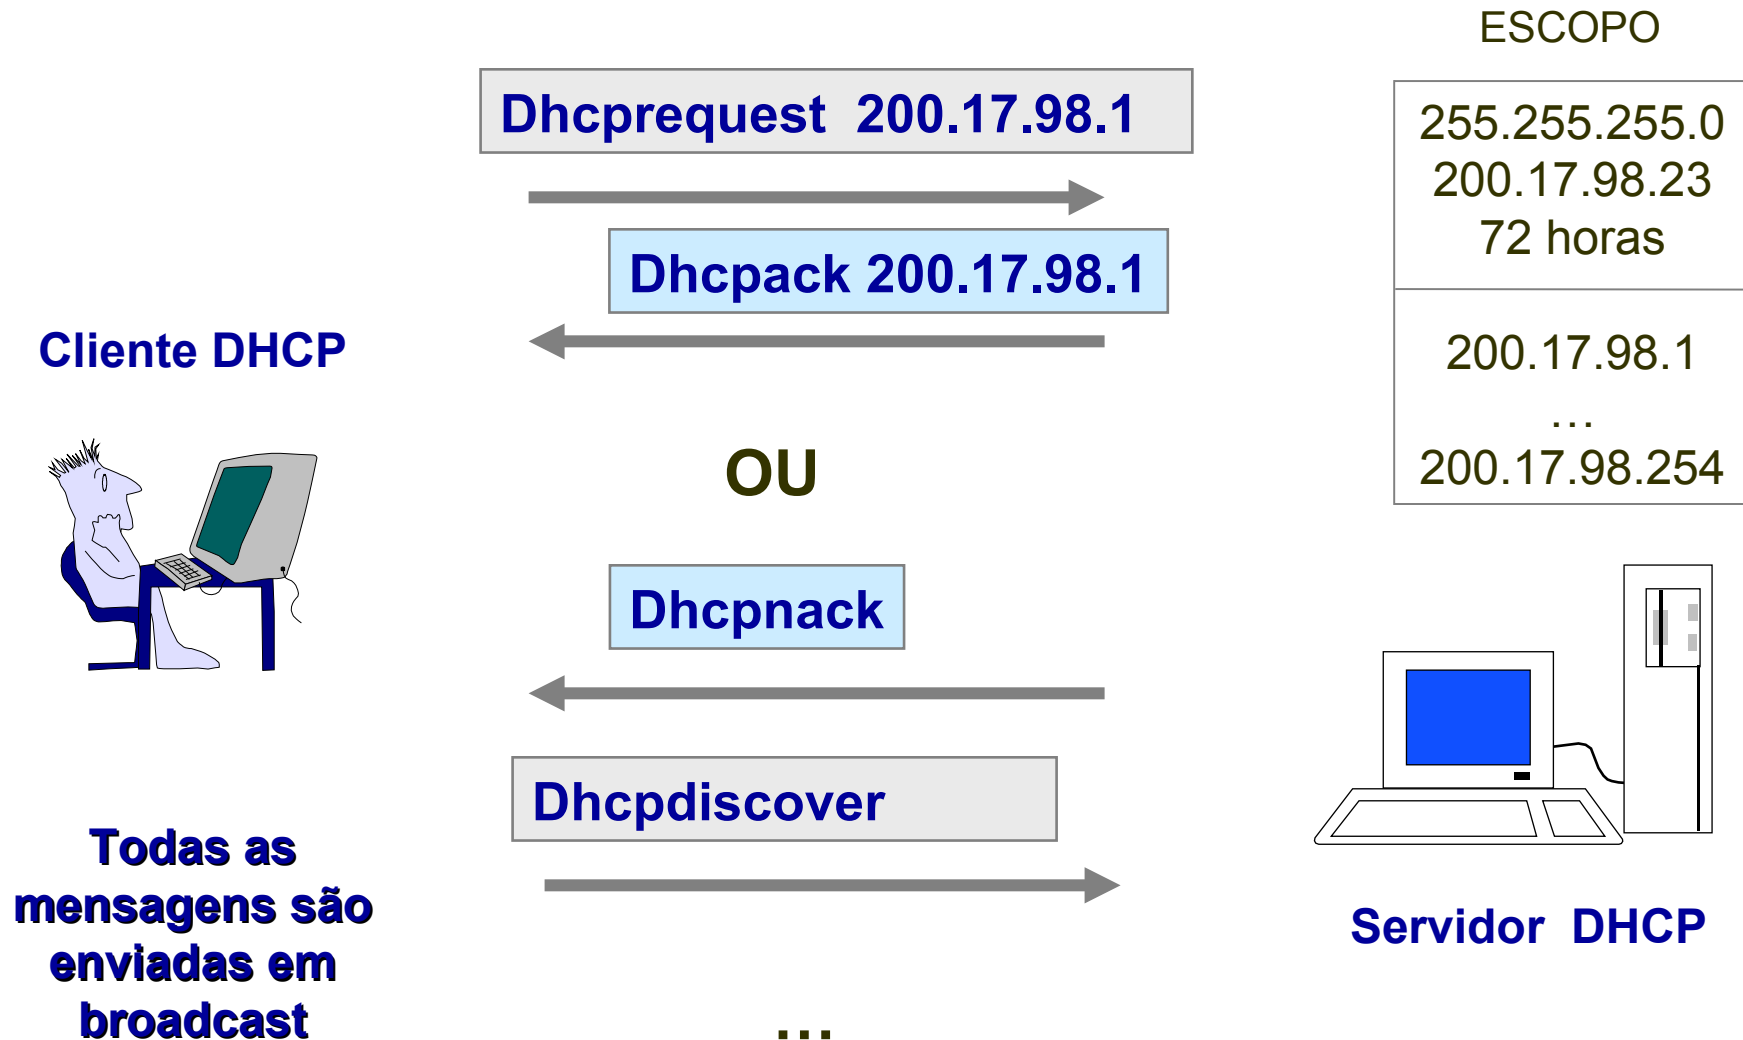 ESCOPO
Dhcprequest 200.17.98.1
255.255.255.0
200.17.98.23
72 horas
Dhcpack 200.17.98.1
Cliente DHCP
200.17.98.1
...
200.17.98.254
OU
Dhcpnack
Dhcpdiscover
Todas as
mensagens são
enviadas em
broadcast
Servidor DHCP
...